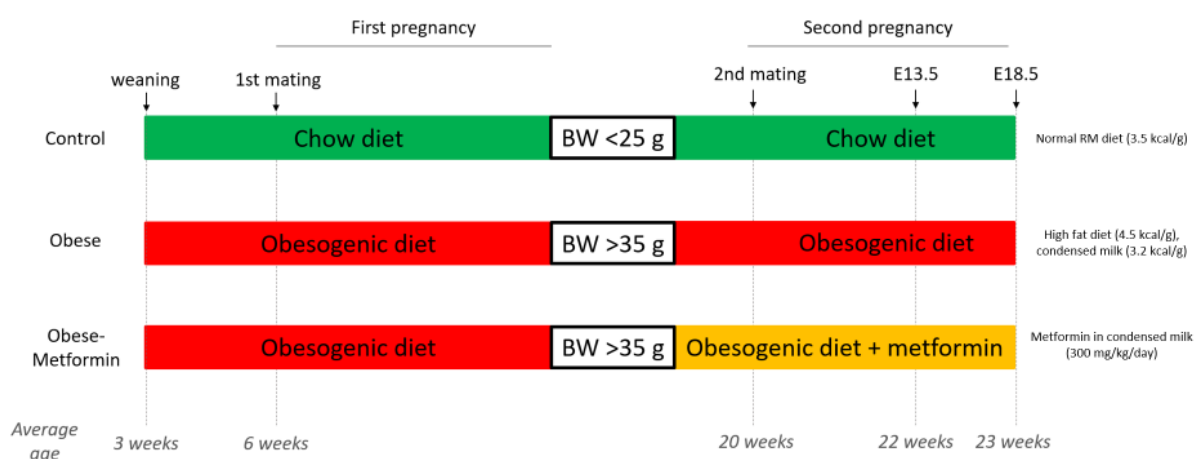 First pregnancy
Second pregnancy
weaning
1st mating
2nd mating
E13.5
E18.5
Control
Chow diet
BW <25 g
Chow diet
Normal RM diet (3.5 kcal/g)
Obese
Obesogenic diet
BW >35 g
Obesogenic diet
High fat diet (4.5 kcal/g),
condensed milk (3.2 kcal/g)
Obese-
Metformin
Obesogenic diet
BW >35 g
Obesogenic diet + metformin
Metformin in condensed milk
(300 mg/kg/day)
Average
age
3 weeks
6 weeks
20 weeks
22 weeks
23 weeks